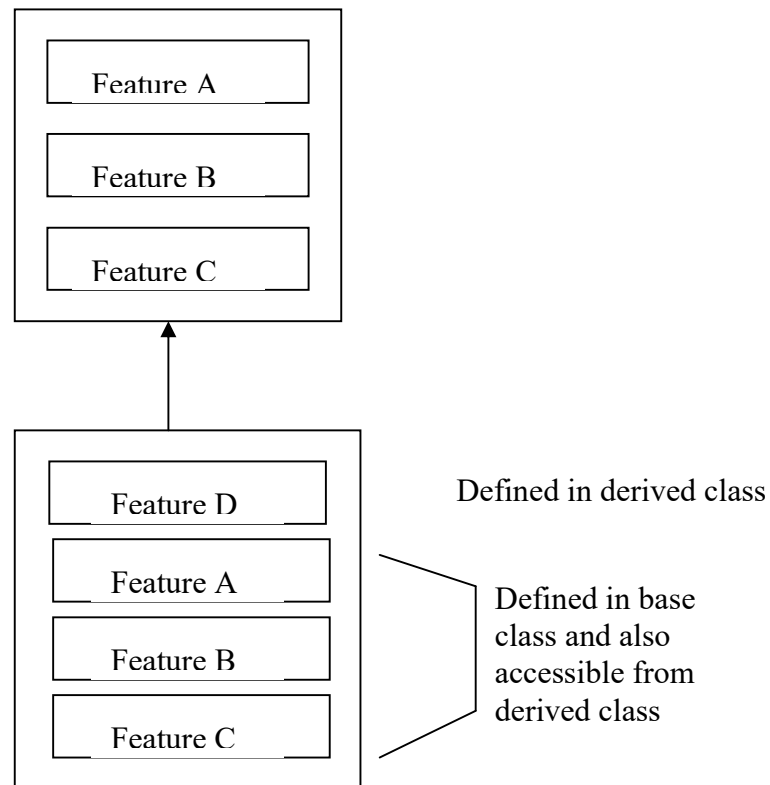 Feature A
Feature B
Feature C
Feature D
Defined in derived class
Feature A
Feature B
Feature C
Defined in base
class and also
accessible from
derived class